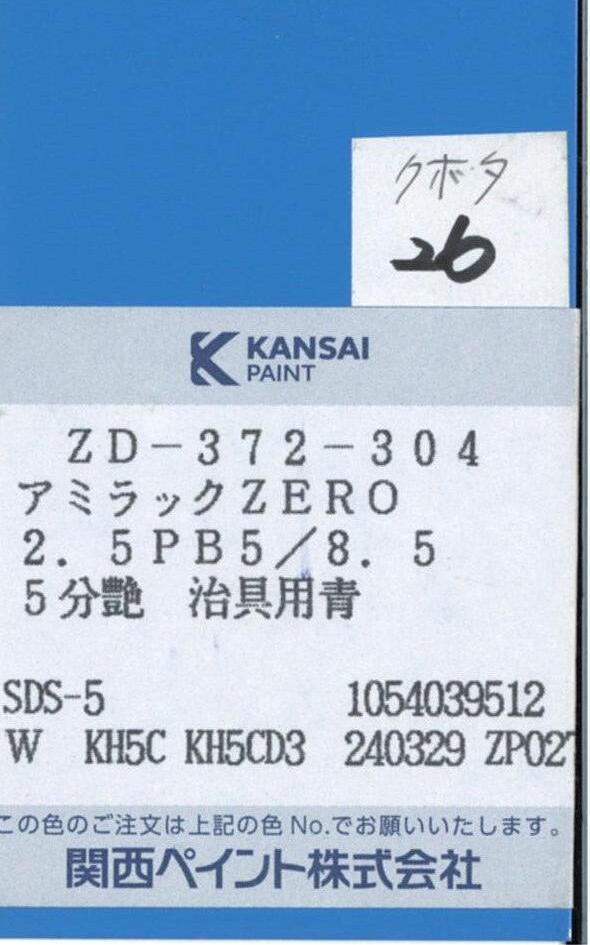 クボタ
26
KANSAI
PAINT
ZD-372-304
アミラックZERO
2.5PB5/8.5
5分艶 治具用青
SDS-5 1054039512
W KH5C KH5CD3 240329 ZP027
この色のご注文は上記の色 No.でお願いいたします。
関西ペイント株式会社